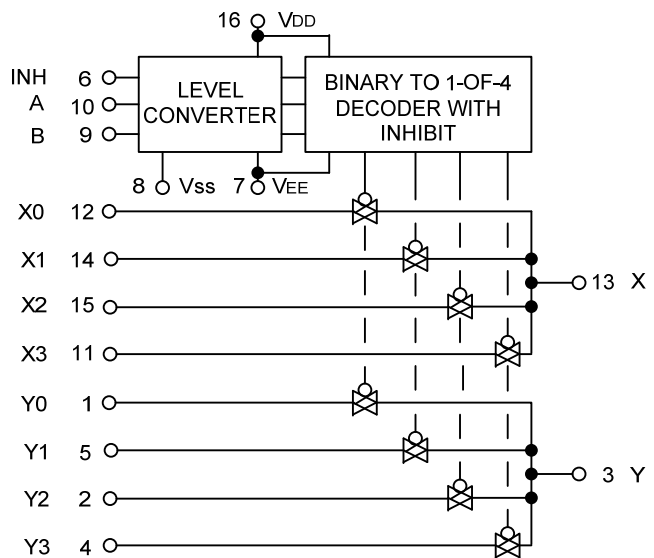 16 VDD
INH 6
A 10
B 9
LEVEL
CONVERTER
BINARY TO 1-OF-4
DECODER WITH
INHIBIT
8 Vss
7 VEE
X0 12
X1 14
X2 15
X3 11
13 X
Y0 1
Y1 5
Y2 2
Y3 4
3 Y